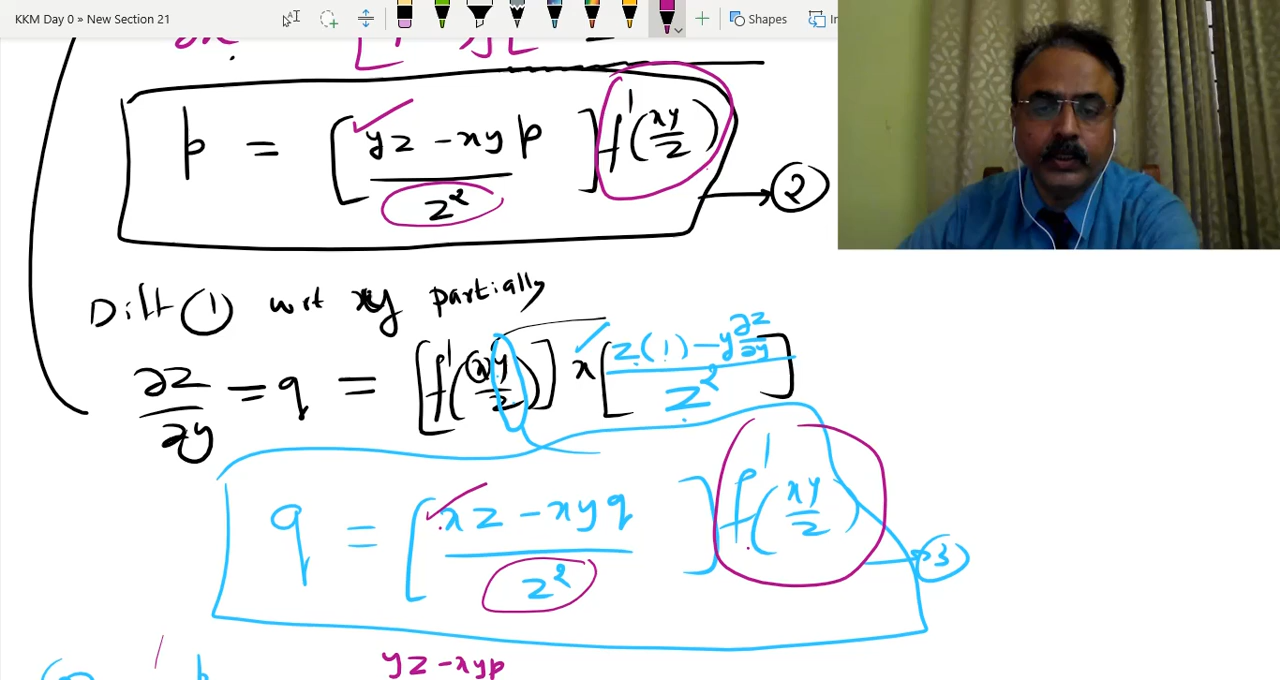 KKM Day 0 » New Section 21
Shapes
p = [ yz - xyp / z² ] f'(xy/z) → ②
Diff ① wrt y partially
∂z/∂y = q = [f'(xy/z)] x [ z(1) - y ∂z/∂y / z² ]
q = [ xz - xyq / z² ] f'(xy/z) → ③
yz - xyp